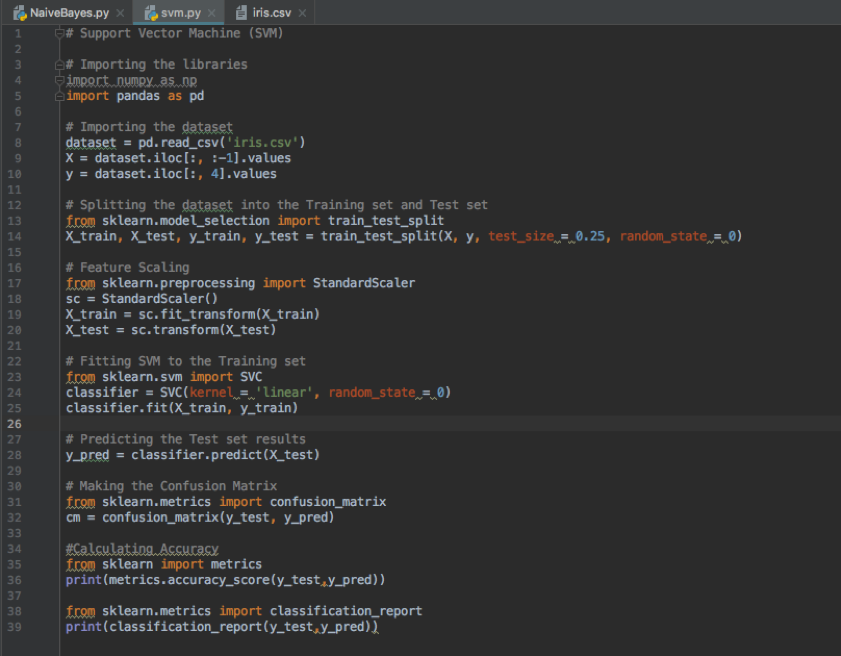 NaiveBayes.py × svm.py × iris.csv ×
1 # Support Vector Machine (SVM)
2
3 # Importing the libraries
4 import numpy as np
5 import pandas as pd
6
7 # Importing the dataset
8 dataset = pd.read_csv('iris.csv')
9 X = dataset.iloc[:, :-1].values
10 y = dataset.iloc[:, 4].values
11
12 # Splitting the dataset into the Training set and Test set
13 from sklearn.model_selection import train_test_split
14 X_train, X_test, y_train, y_test = train_test_split(X, y, test_size = 0.25, random_state = 0)
15
16 # Feature Scaling
17 from sklearn.preprocessing import StandardScaler
18 sc = StandardScaler()
19 X_train = sc.fit_transform(X_train)
20 X_test = sc.transform(X_test)
21
22 # Fitting SVM to the Training set
23 from sklearn.svm import SVC
24 classifier = SVC(kernel = 'linear', random_state = 0)
25 classifier.fit(X_train, y_train)
26
27 # Predicting the Test set results
28 y_pred = classifier.predict(X_test)
29
30 # Making the Confusion Matrix
31 from sklearn.metrics import confusion_matrix
32 cm = confusion_matrix(y_test, y_pred)
33
34 #Calculating Accuracy
35 from sklearn import metrics
36 print(metrics.accuracy_score(y_test,y_pred))
37
38 from sklearn.metrics import classification_report
39 print(classification_report(y_test,y_pred))